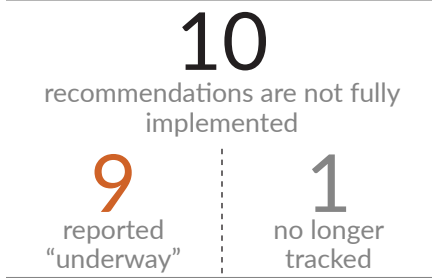 10
recommendations are not fully
implemented
9
reported
“underway”
1
no longer
tracked